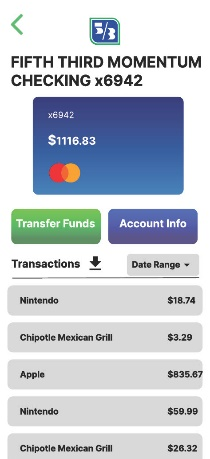 5/3
FIFTH THIRD MOMENTUM
CHECKING x6942
x6942
$1116.83
Transfer Funds
Account Info
Transactions
Date Range
Nintendo $18.74
Chipotle Mexican Grill $3.29
Apple $835.67
Nintendo $59.99
Chipotle Mexican Grill $26.32